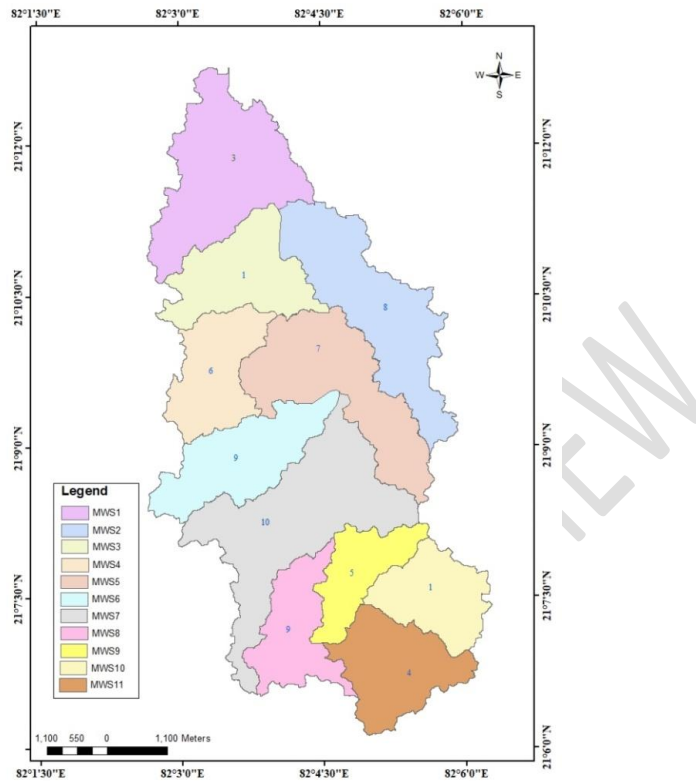 82°1'30"E 82°3'0"E 82°4'30"E 82°6'0"E
N
W E
S
21°12'0"N 21°12'0"N
3
1
21°10'30"N 21°10'30"N
8
7
6
21°9'0"N 21°9'0"N
9
10
5
1
21°7'30"N 21°7'30"N
9
4
Legend
MWS1
MWS2
MWS3
MWS4
MWS5
MWS6
MWS7
MWS8
MWS9
MWS10
MWS11
1,100 550 0 1,100 Meters
21°6'0"N
82°1'30"E 82°3'0"E 82°4'30"E 82°6'0"E